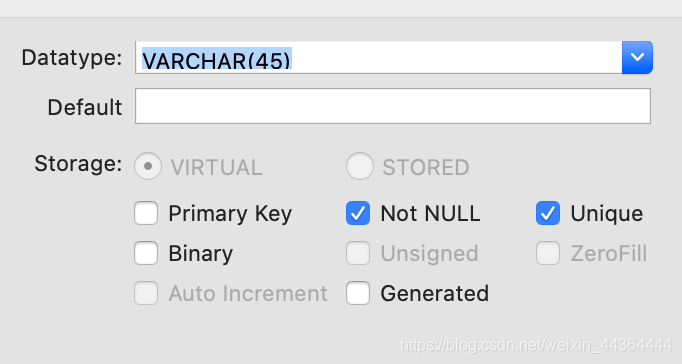 Datatype: VARCHAR(45)
Default
Storage: VIRTUAL STORED
Primary Key Not NULL Unique
Binary Unsigned ZeroFill
Auto Increment Generated
https://blog.csdn.net/weixin_44364444